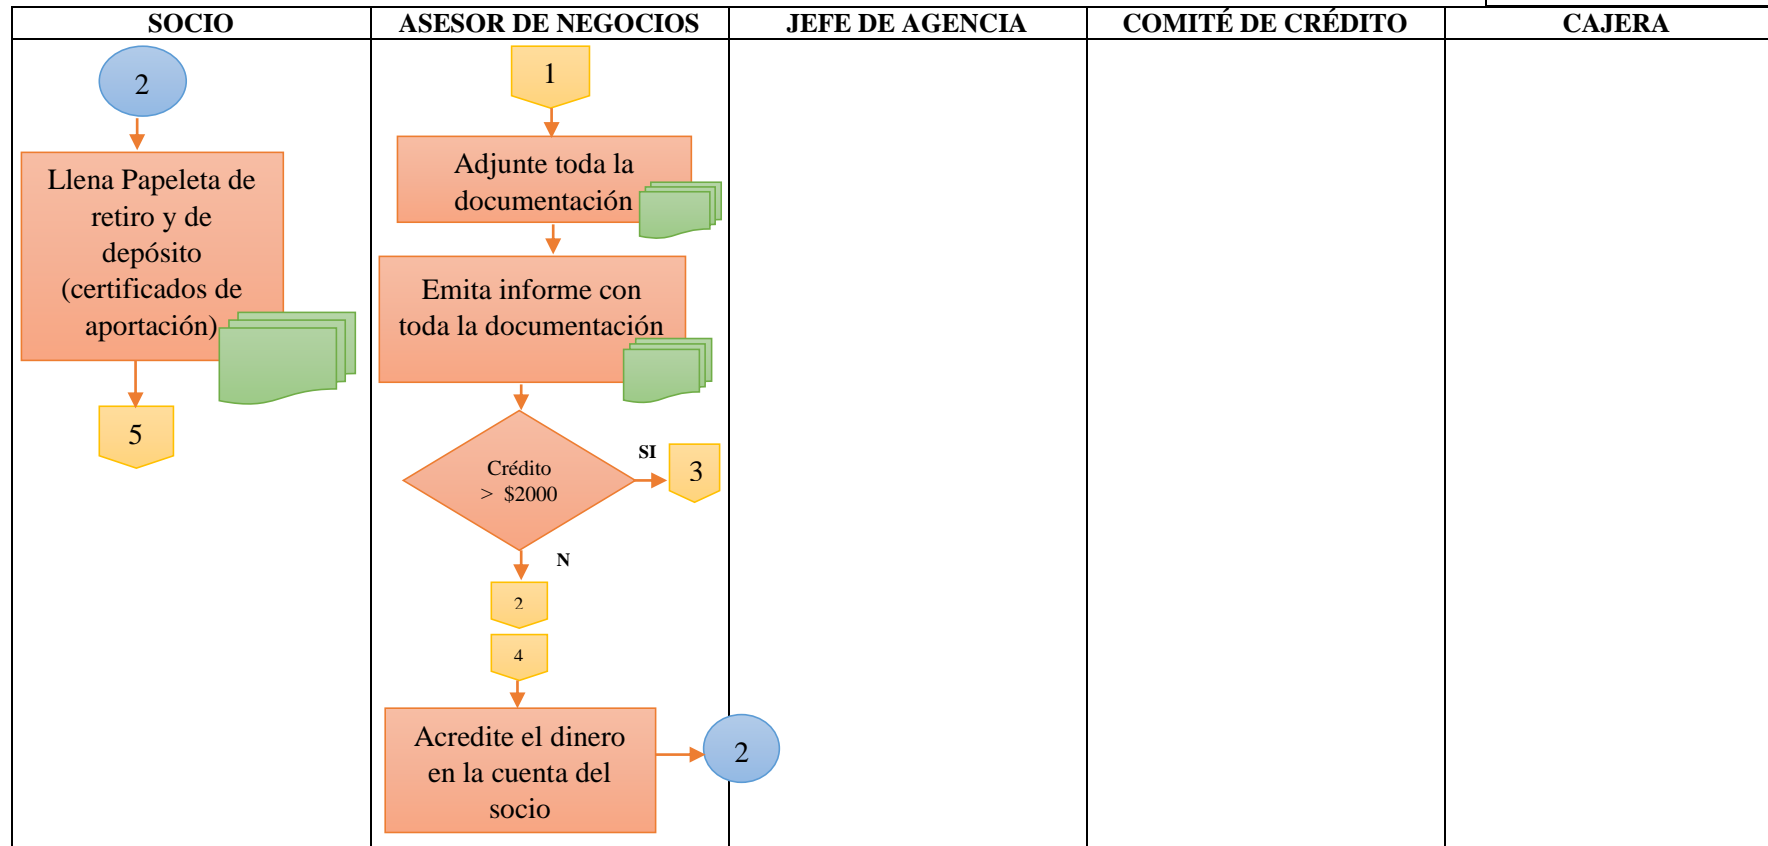 SOCIO
ASESOR DE NEGOCIOS
JEFE DE AGENCIA
COMITÉ DE CRÉDITO
CAJERA
2
Llena Papeleta de
retiro y de
depósito
(certificados de
aportación)
5
1
Adjunte toda la
documentación
Emita informe con
toda la documentación
Crédito
> $2000
SI
3
N
2
4
Acredite el dinero
en la cuenta del
socio
2